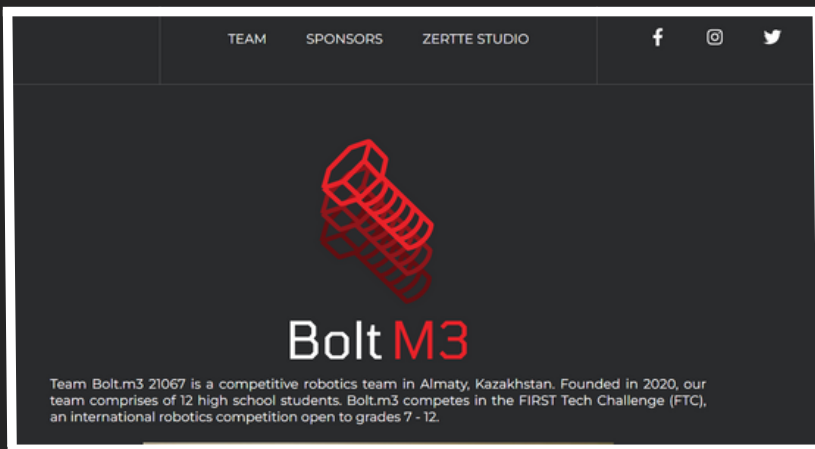 TEAM SPONSORS ZERTTE STUDIO
Bolt M3
Team Bolt.m3 21067 is a competitive robotics team in Almaty, Kazakhstan. Founded in 2020, our
team comprises of 12 high school students. Bolt.m3 competes in the FIRST Tech Challenge (FTC),
an international robotics competition open to grades 7 - 12.